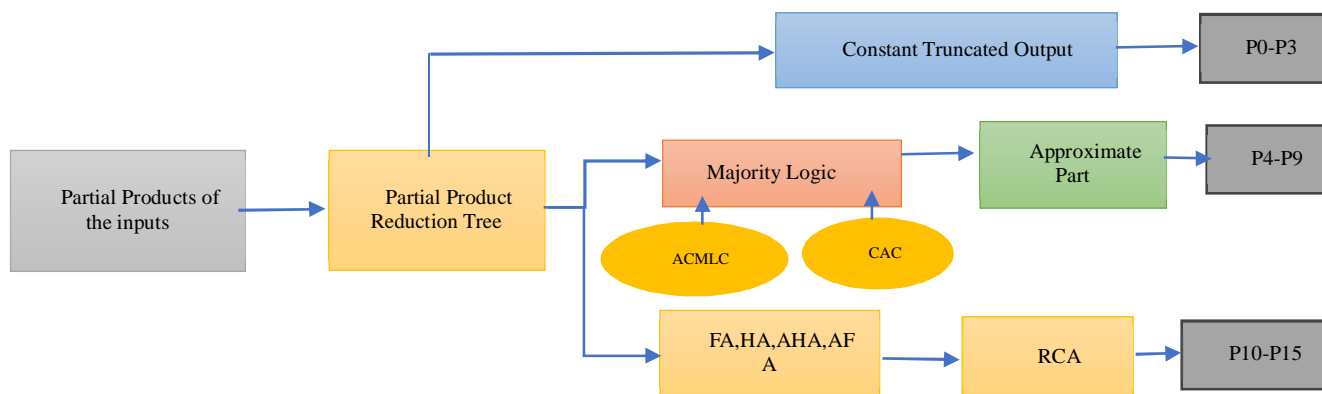 Constant Truncated Output
P0-P3
Partial Products of
the inputs
Partial Product
Reduction Tree
Majority Logic
Approximate
Part
P4-P9
ACMLC
CAC
FA,HA,AHA,AF
A
RCA
P10-P15